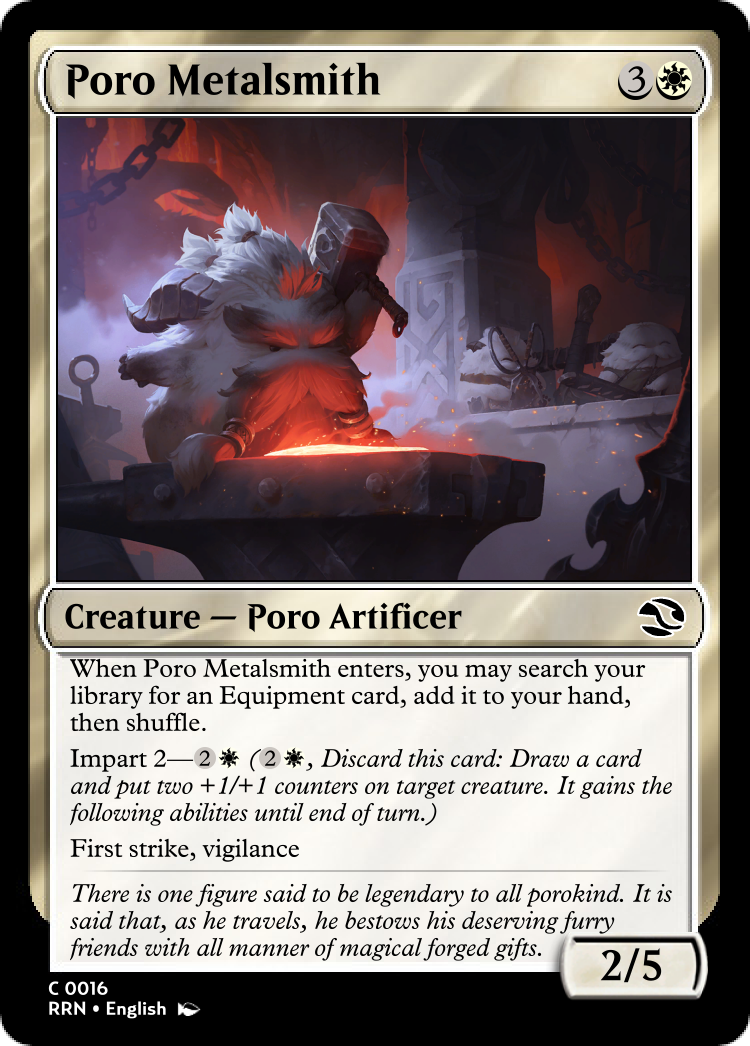 Poro Metalsmith 3
Creature — Poro Artificer
When Poro Metalsmith enters, you may search your
library for an Equipment card, add it to your hand,
then shuffle.
Impart 2—2 (2, Discard this card: Draw a card
and put two +1/+1 counters on target creature. It gains the
following abilities until end of turn.)
First strike, vigilance
There is one figure said to be legendary to all porokind. It is
said that, as he travels, he bestows his deserving furry
friends with all manner of magical forged gifts.
2/5
C 0016
RRN • English